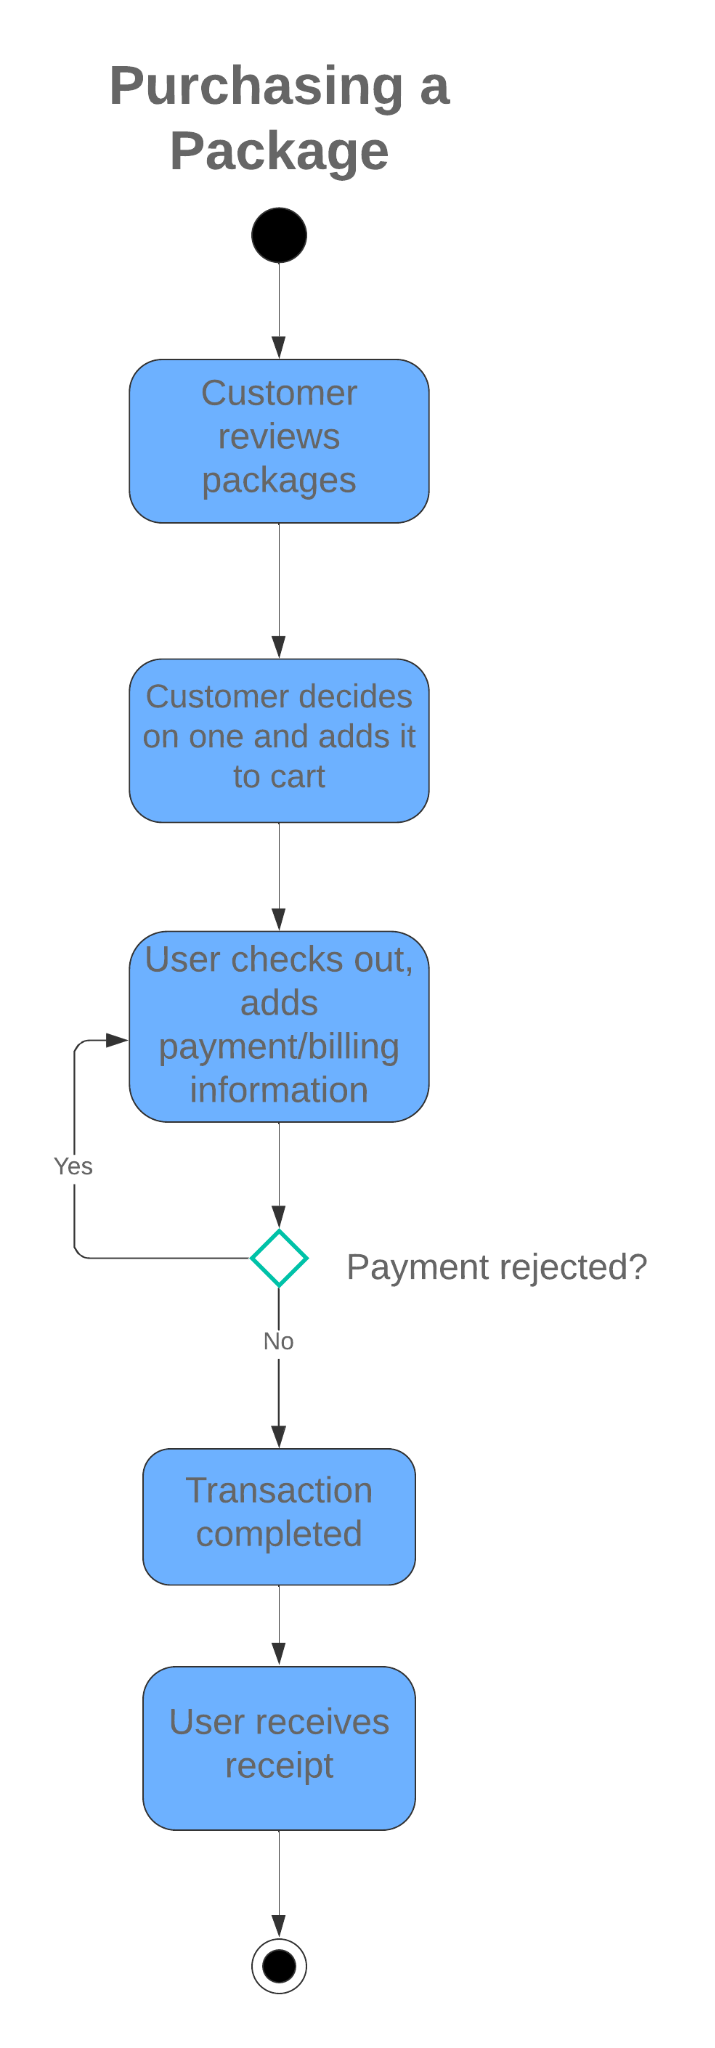 Purchasing a
Package
Customer
reviews
packages
Customer decides
on one and adds it
to cart
User checks out,
adds
payment/billing
information
Yes
Payment rejected?
No
Transaction
completed
User receives
receipt